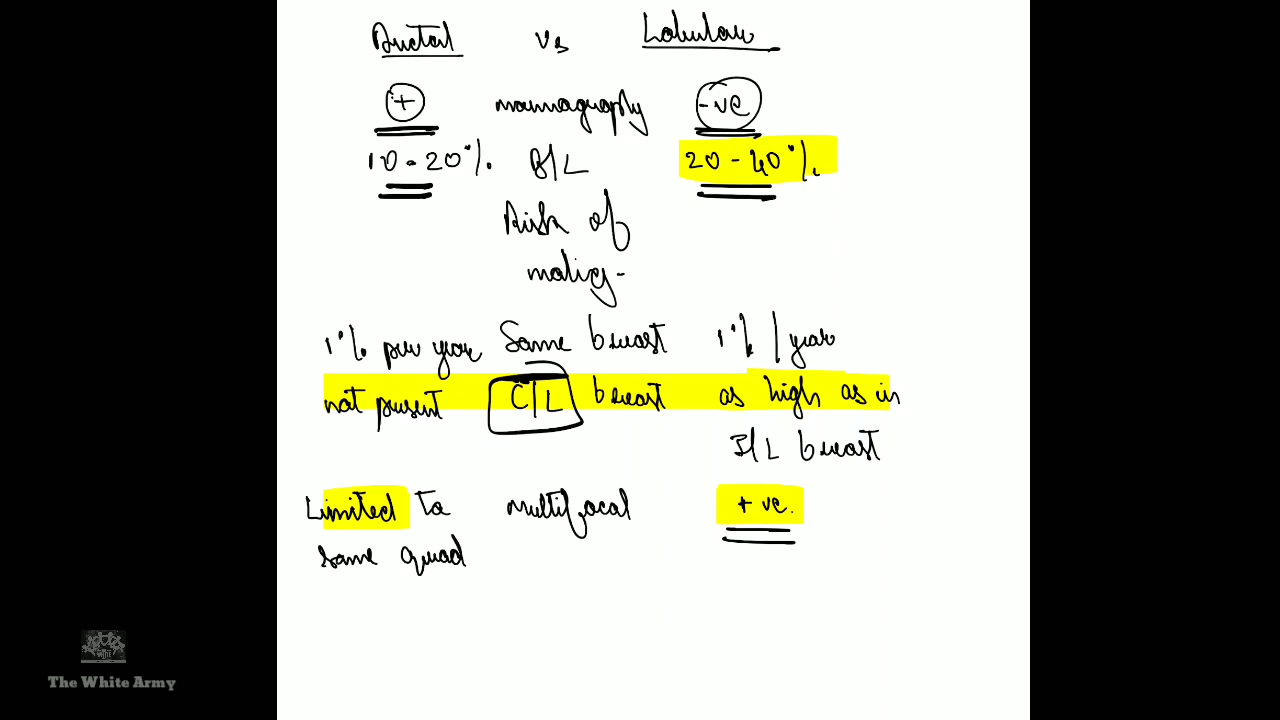 Ductal vs Lobular
+ mammography -ve
10-20%. B/L 20-40%.
Risk of
malig-
1% per year Same breast 1% / year
not present C/L breast as high as in
I/L breast
Limited to multifocal +ve.
same quad
The White Army